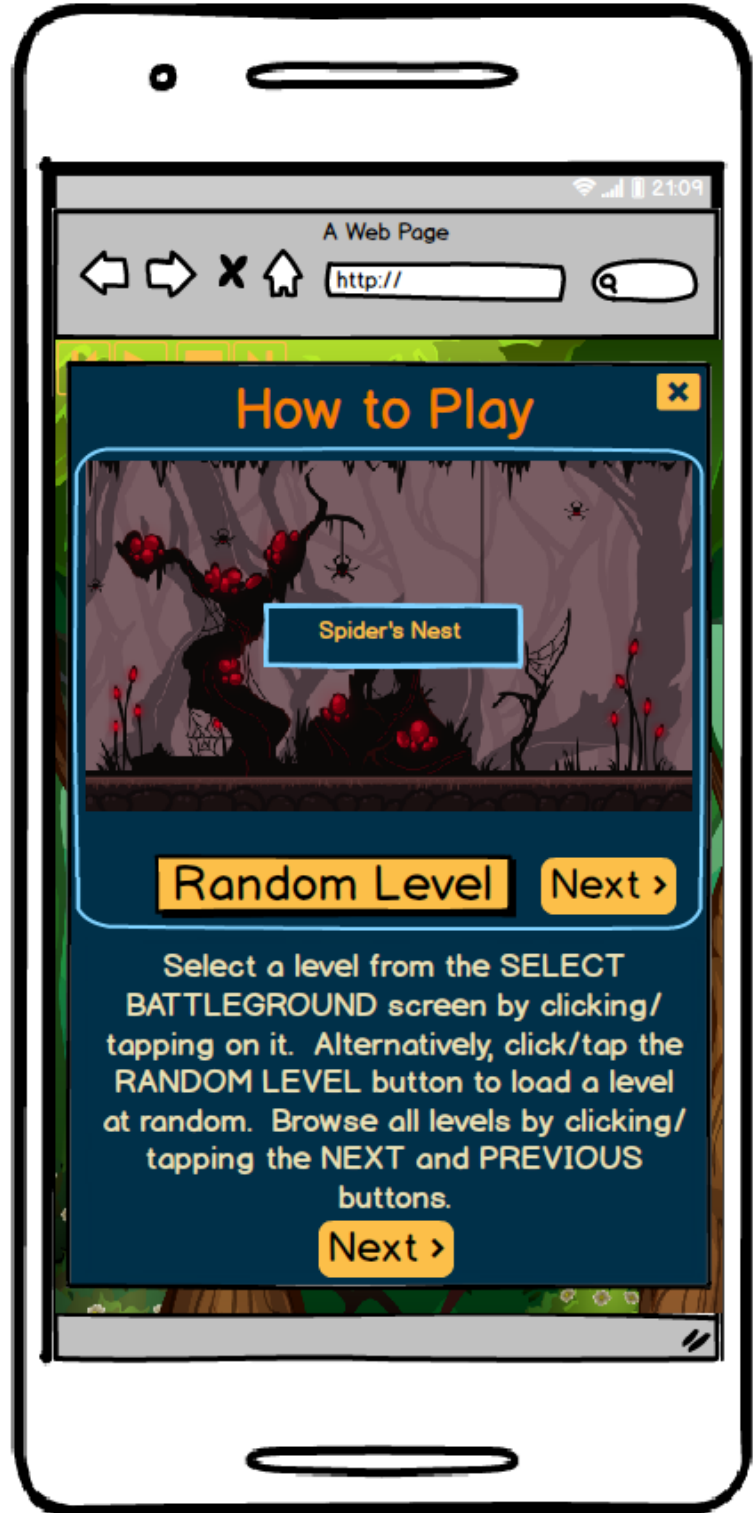 21:09
A Web Page
http://
How to Play
Spider's Nest
Random Level
Next >
Select a level from the SELECT
BATTLEGROUND screen by clicking/
tapping on it.  Alternatively, click/tap the
RANDOM LEVEL button to load a level
at random.  Browse all levels by clicking/
tapping the NEXT and PREVIOUS
buttons.
Next >